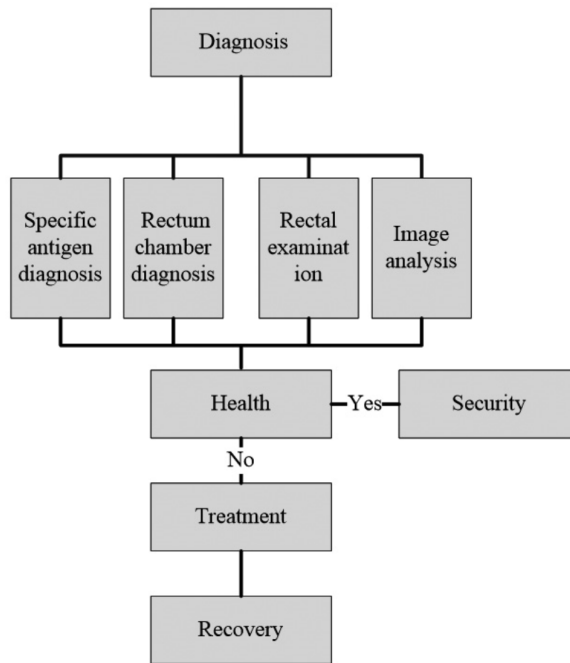 Diagnosis
Specific
antigen
diagnosis
Rectum
chamber
diagnosis
Rectal
examinat
ion
Image
analysis
Health
Yes
Security
No
Treatment
Recovery